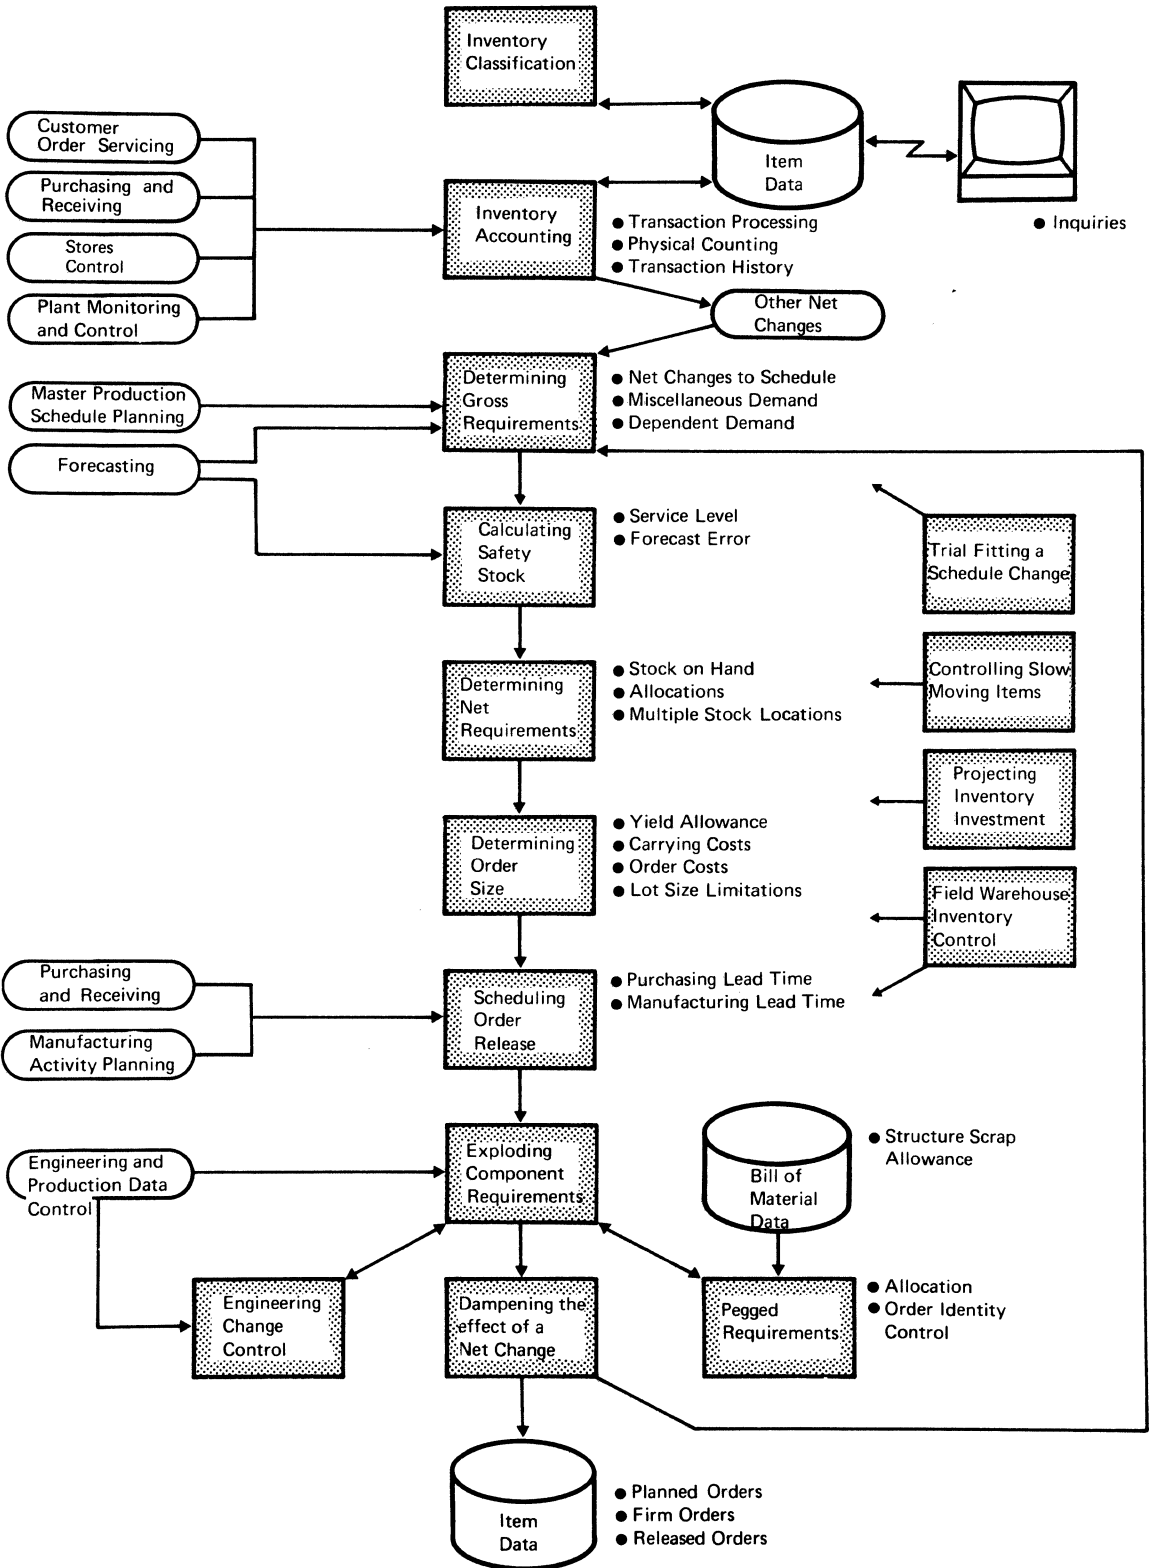 Inventory
Classification
Customer
Order Servicing
Item
Data
Purchasing and
Receiving
Inventory
Accounting
● Transaction Processing
● Physical Counting
● Transaction History
● Inquiries
Stores
Control
Plant Monitoring
and Control
Other Net
Changes
Master Production
Schedule Planning
Determining
Gross
Requirements
● Net Changes to Schedule
● Miscellaneous Demand
● Dependent Demand
Forecasting
Calculating
Safety
Stock
● Service Level
● Forecast Error
Trial Fitting a
Schedule Change
Determining
Net
Requirements
● Stock on Hand
● Allocations
● Multiple Stock Locations
Controlling Slow
Moving Items
Projecting
Inventory
Investment
Determining
Order
Size
● Yield Allowance
● Carrying Costs
● Order Costs
● Lot Size Limitations
Field Warehouse
Inventory
Control
Purchasing
and Receiving
Manufacturing
Activity Planning
Scheduling
Order
Release
● Purchasing Lead Time
● Manufacturing Lead Time
Engineering and
Production Data
Control
Exploding
Component
Requirements
Bill of
Material
Data
● Structure Scrap
Allowance
Engineering
Change
Control
Dampening the
effect of a
Net Change
Pegged
Requirements
● Allocation
● Order Identity
Control
Item
Data
● Planned Orders
● Firm Orders
● Released Orders